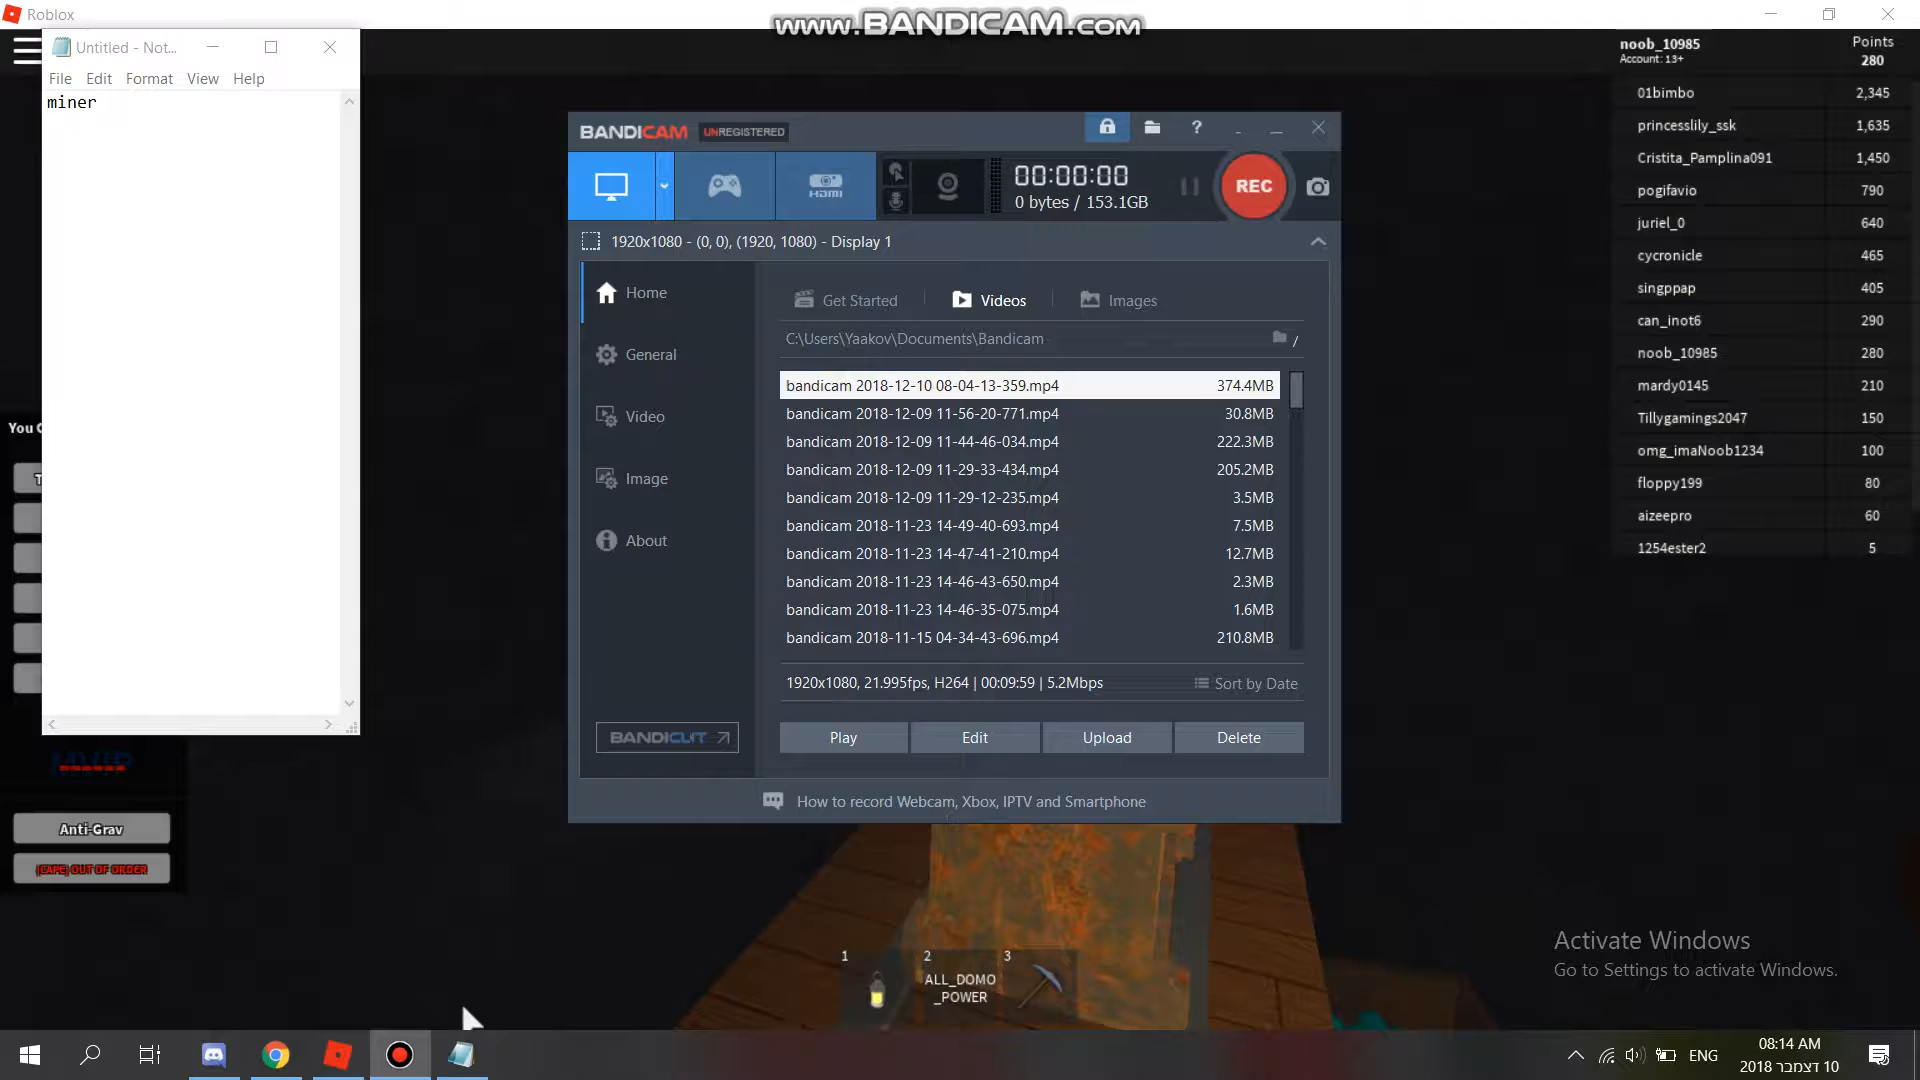 Roblox
www.BANDICAM.com
Untitled - Not...
File Edit Format View Help
miner
noob_10985
Account: 13+
Points
280
01bimbo 2,345
princesslily_ssk 1,635
Cristita_Pamplina091 1,450
pogifavio 790
juriel_0 640
cycronicle 465
singppap 405
can_inot6 290
noob_10985 280
mardy0145 210
Tillygamings2047 150
omg_imaNoob1234 100
floppy199 80
aizeepro 60
1254ester2 5
BANDICAM UNREGISTERED
HDMI
00:00:00
0 bytes / 153.1GB
REC
1920x1080 - (0, 0), (1920, 1080) - Display 1
Home
General
Video
Image
About
BANDICUT
Get Started
Videos
Images
C:\Users\Yaakov\Documents\Bandicam
bandicam 2018-12-10 08-04-13-359.mp4 374.4MB
bandicam 2018-12-09 11-56-20-771.mp4 30.8MB
bandicam 2018-12-09 11-44-46-034.mp4 222.3MB
bandicam 2018-12-09 11-29-33-434.mp4 205.2MB
bandicam 2018-12-09 11-29-12-235.mp4 3.5MB
bandicam 2018-11-23 14-49-40-693.mp4 7.5MB
bandicam 2018-11-23 14-47-41-210.mp4 12.7MB
bandicam 2018-11-23 14-46-43-650.mp4 2.3MB
bandicam 2018-11-23 14-46-35-075.mp4 1.6MB
bandicam 2018-11-15 04-34-43-696.mp4 210.8MB
1920x1080, 21.995fps, H264 | 00:09:59 | 5.2Mbps
Sort by Date
Play Edit Upload Delete
How to record Webcam, Xbox, IPTV and Smartphone
You
Anti-Grav
(CAPE) OUT OF ORDER
1 2 3
ALL_DOMO
_POWER
Activate Windows
Go to Settings to activate Windows.
ENG
08:14 AM
10 דצמבר 2018